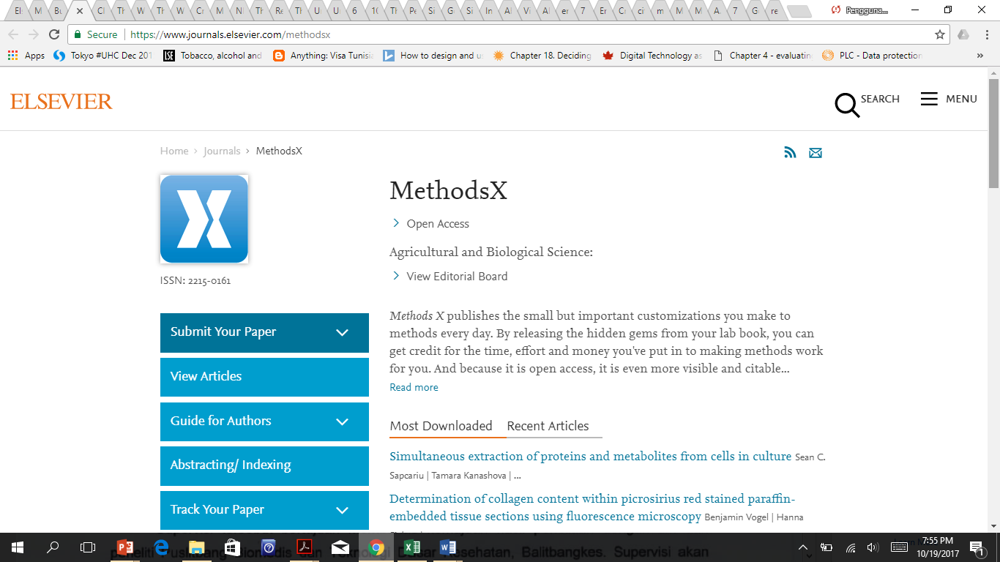 El
M
Bu
Cl
Th
W
Th
W
Cr
M
NI
Th
Re
Th
U
Ul
6
10
Th
Pe
Si
G
Si
In
Al
Vi
Al
er
7
Er
Cu
ci
m
M
M
A.
7
G
re
Pengguna...
Secure
https://www.journals.elsevier.com/methodsx
Apps
Tokyo #UHC Dec 201
LSE Tobacco, alcohol and
Anything: Visa Tunisia
How to design and us
Chapter 18. Deciding
Digital Technology as
Chapter 4 - evaluatin
PLC - Data protection
»
ELSEVIER
SEARCH
MENU
Home > Journals > MethodsX
MethodsX
Open Access
Agricultural and Biological Science:
View Editorial Board
ISSN: 2215-0161
Submit Your Paper
View Articles
Guide for Authors
Abstracting/ Indexing
Track Your Paper
Methods X publishes the small but important customizations you make to
methods every day. By releasing the hidden gems from your lab book, you can
get credit for the time, effort and money you've put in to making methods work
for you. And because it is open access, it is even more visible and citable...
Read more
Most Downloaded
Recent Articles
Simultaneous extraction of proteins and metabolites from cells in culture Sean C.
Sapcariu | Tamara Kanashova | ...
Determination of collagen content within picrosirius red stained paraffin-
embedded tissue sections using fluorescence microscopy Benjamin Vogel | Hanna
7:55 PM
10/19/2017
1
Kesehatan, Balitbangkes. Supervisi akan